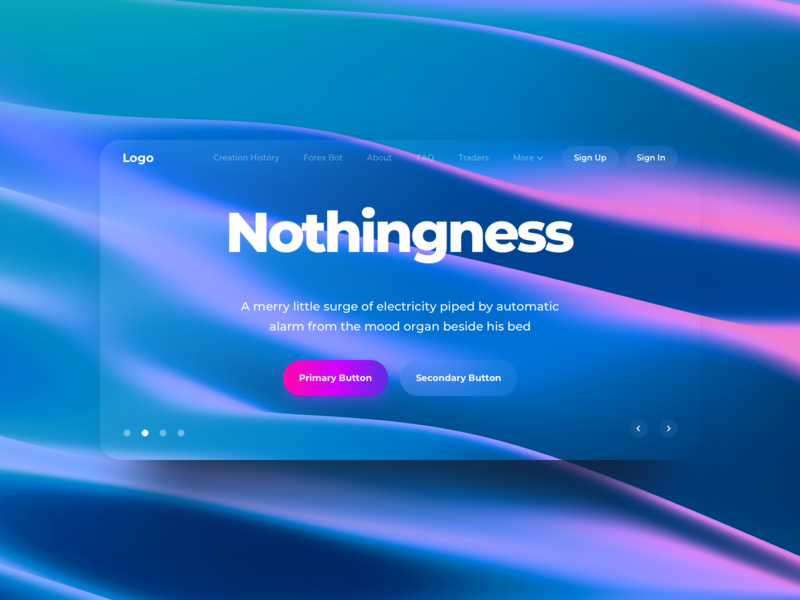 Logo Creation History Forex Bot About FAQ Traders More Sign Up Sign In
Nothingness
A merry little surge of electricity piped by automatic
alarm from the mood organ beside his bed
Primary Button Secondary Button